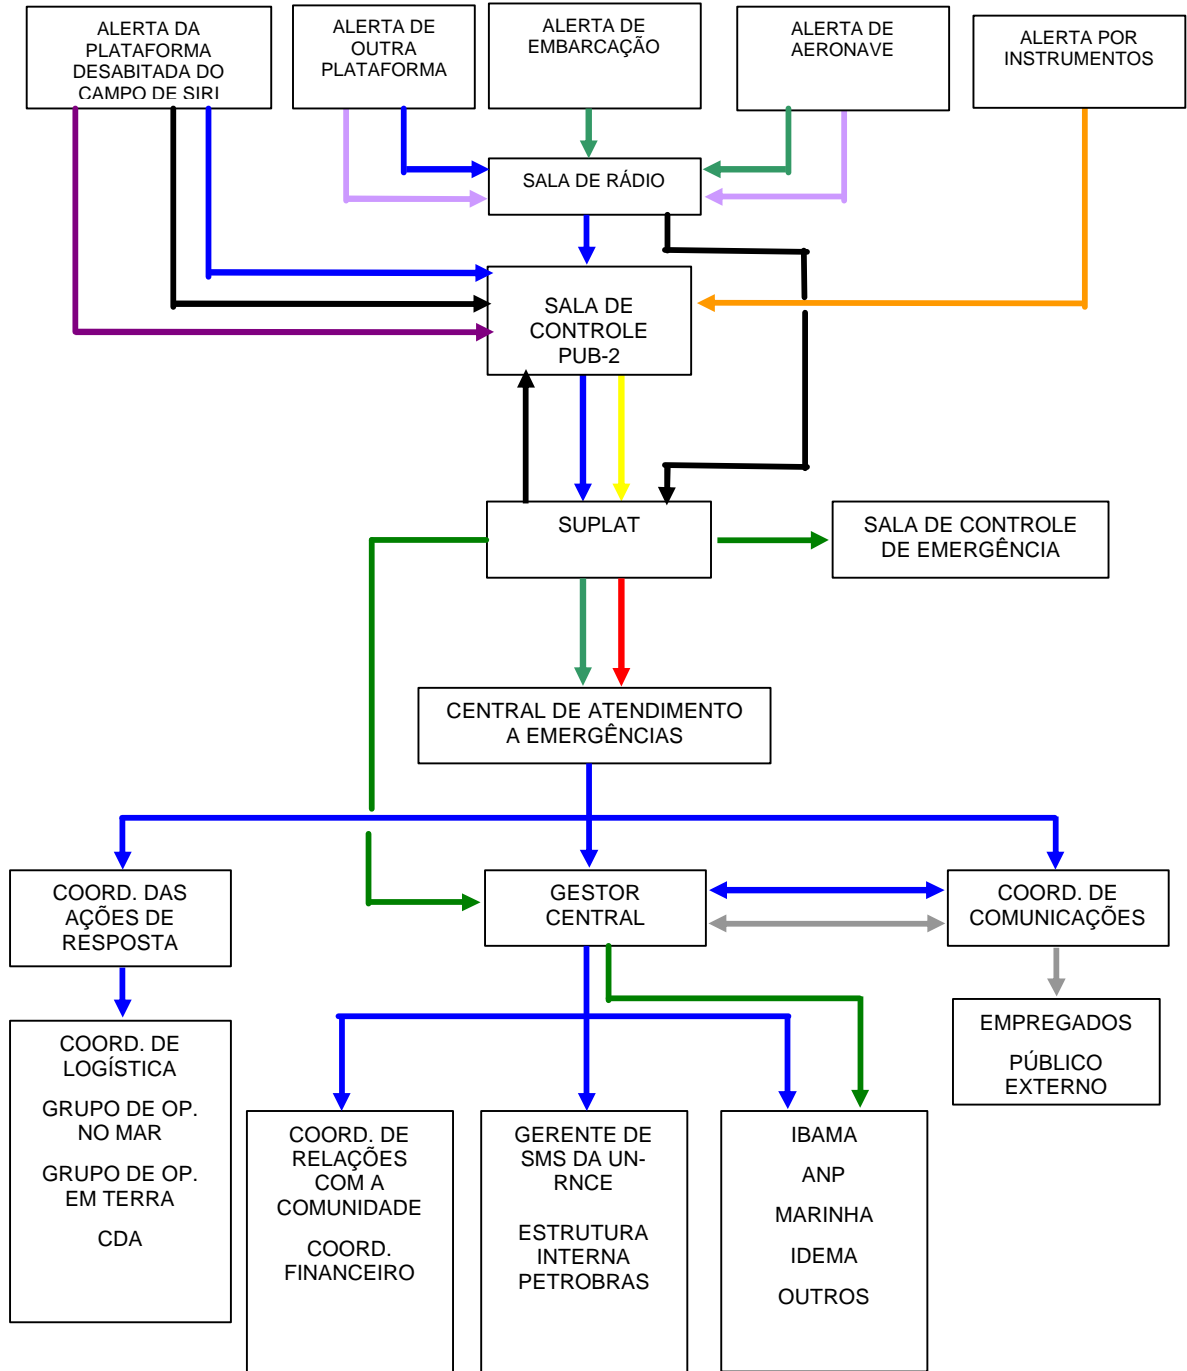 ALERTA DA
PLATAFORMA
DESABITADA DO
CAMPO DE SIRI
ALERTA DE
OUTRA
PLATAFORMA
ALERTA DE
EMBARCAÇÃO
ALERTA DE
AERONAVE
ALERTA POR
INSTRUMENTOS
SALA DE RÁDIO
SALA DE
CONTROLE
PUB-2
SUPLAT
SALA DE CONTROLE
DE EMERGÊNCIA
CENTRAL DE ATENDIMENTO
A EMERGÊNCIAS
COORD. DAS
AÇÕES DE
RESPOSTA
GESTOR
CENTRAL
COORD. DE
COMUNICAÇÕES
COORD. DE
LOGÍSTICA
GRUPO DE OP.
NO MAR
GRUPO DE OP.
EM TERRA
CDA
EMPREGADOS
PÚBLICO
EXTERNO
COORD. DE
RELAÇÕES
COM A
COMUNIDADE
COORD.
FINANCEIRO
GERENTE DE
SMS DA UN-
RNCE
ESTRUTURA
INTERNA
PETROBRAS
IBAMA
ANP
MARINHA
IDEMA
OUTROS